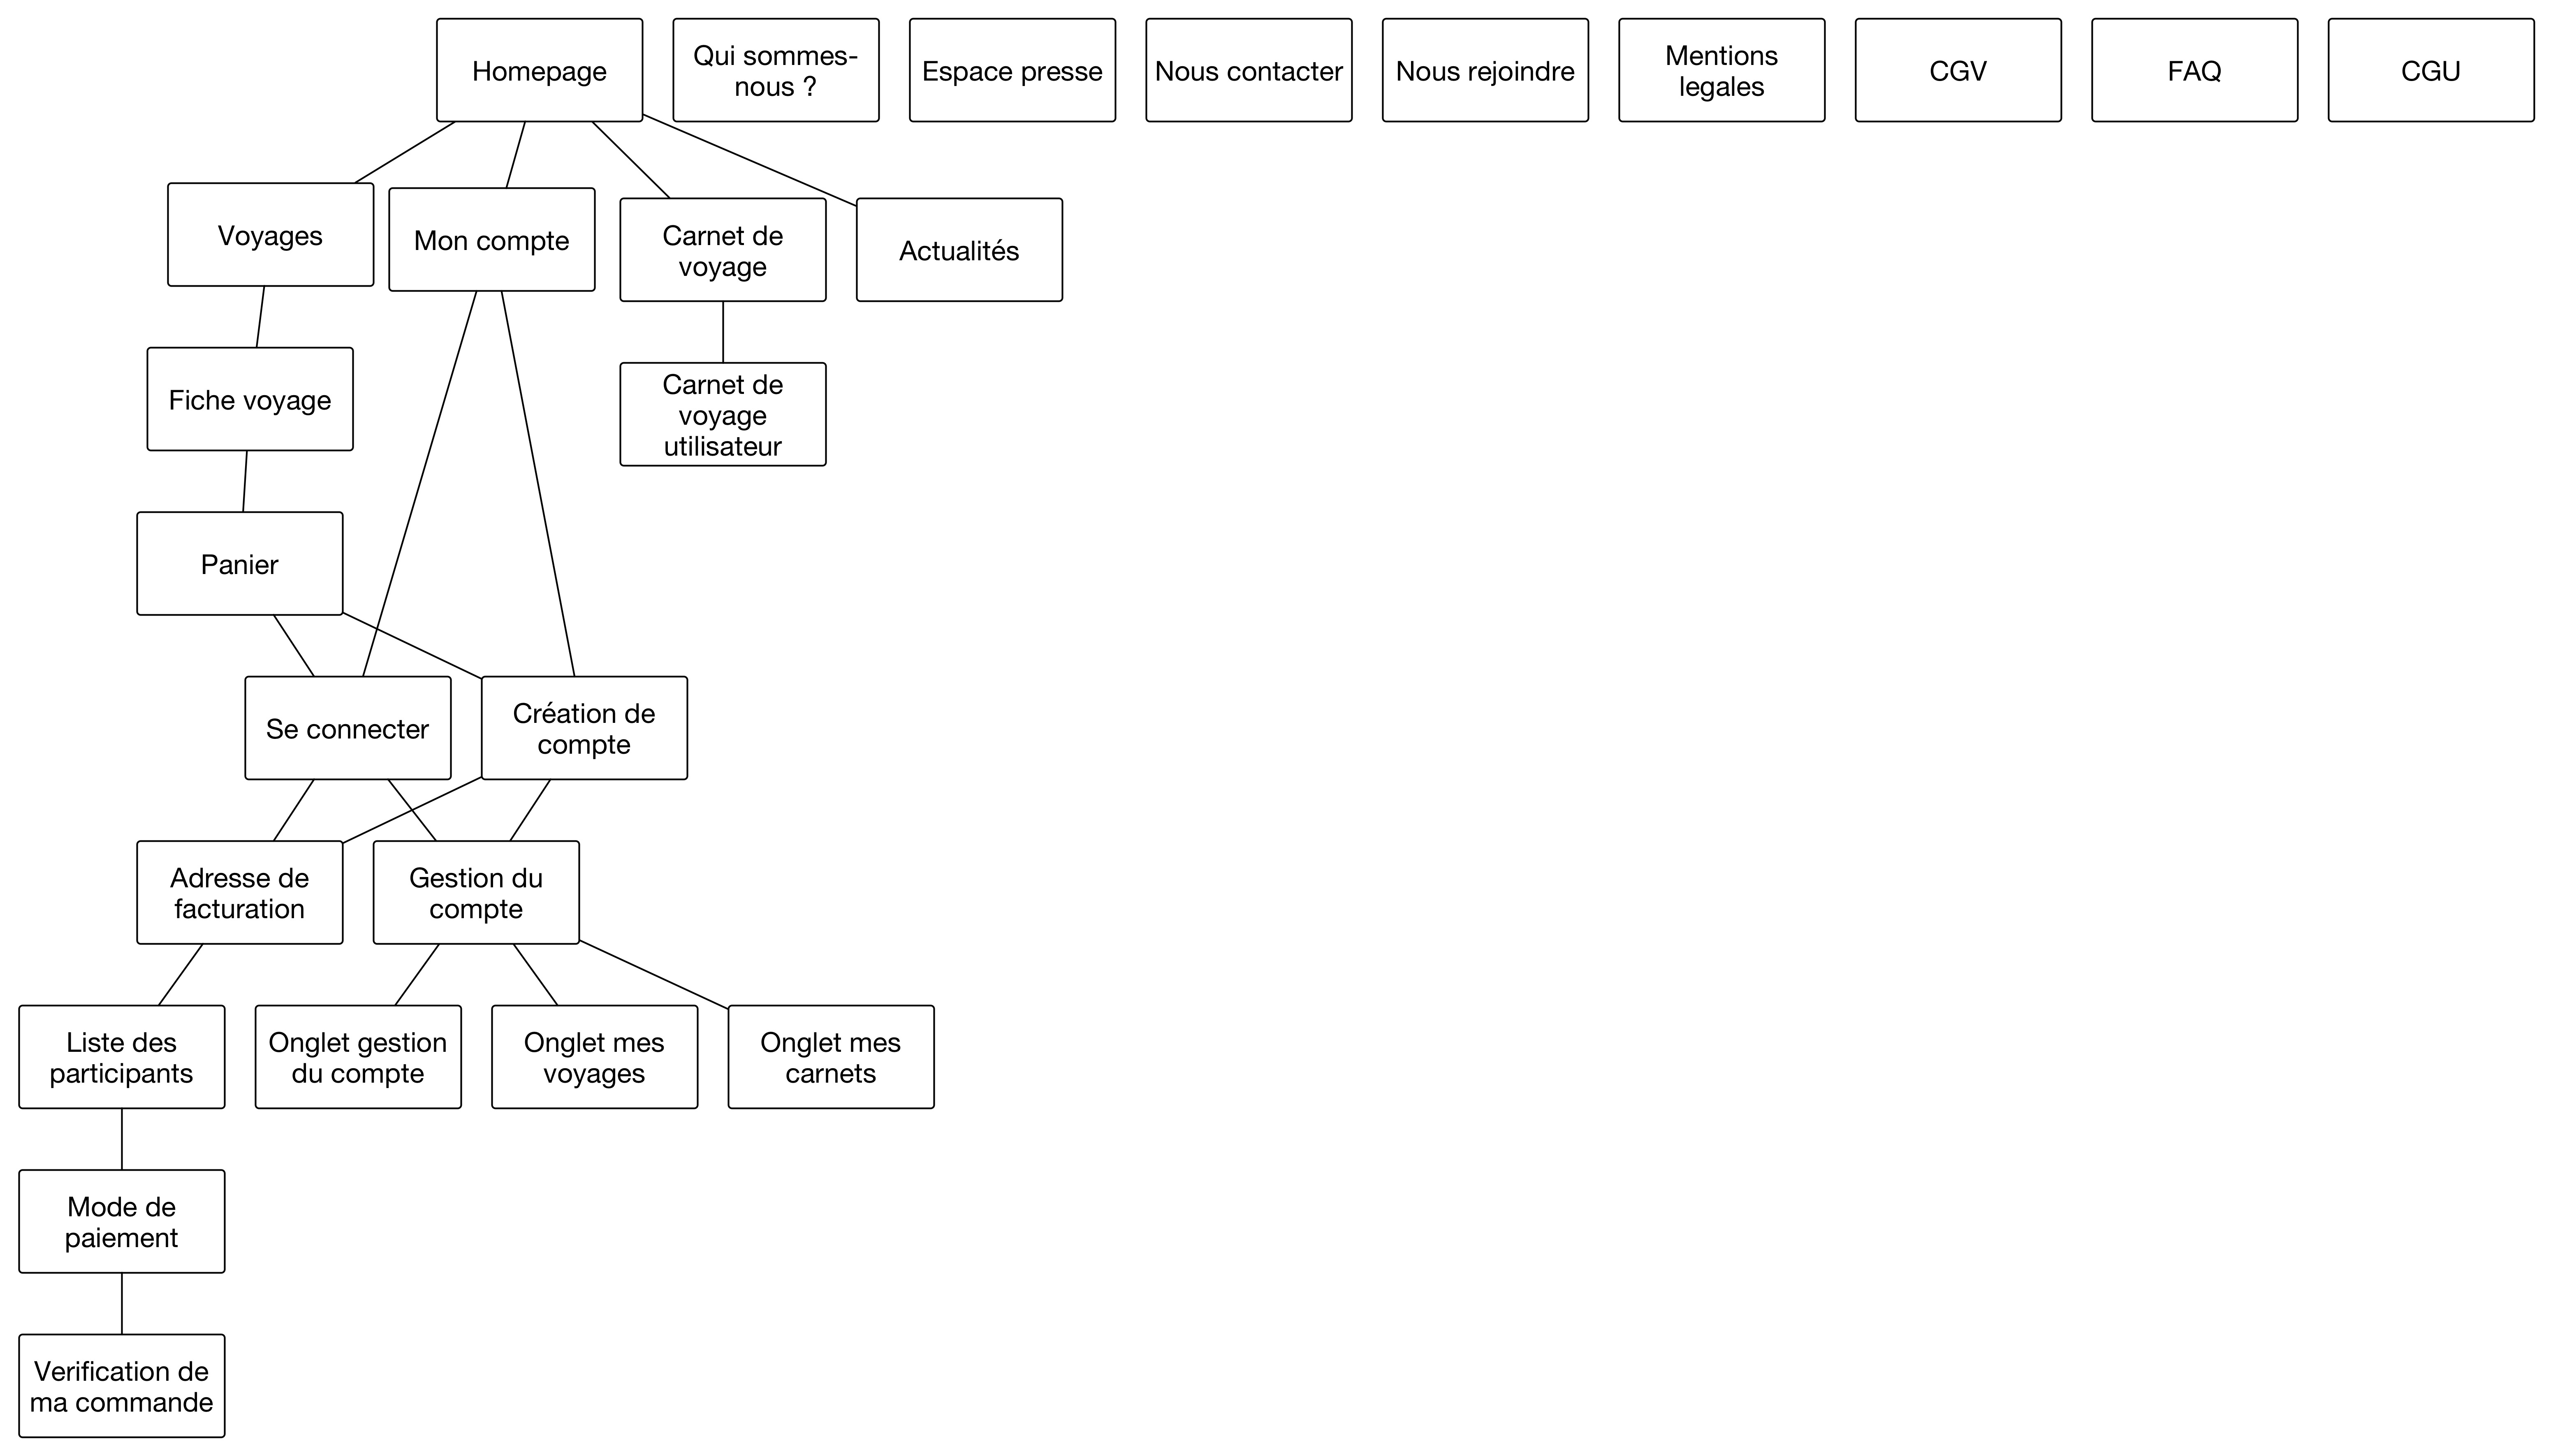 Homepage
Qui sommes-
nous ?
Espace presse
Nous contacter
Nous rejoindre
Mentions
legales
CGV
FAQ
CGU
Voyages
Mon compte
Carnet de
voyage
Actualités
Fiche voyage
Carnet de
voyage
utilisateur
Panier
Se connecter
Création de
compte
Adresse de
facturation
Gestion du
compte
Liste des
participants
Onglet gestion
du compte
Onglet mes
voyages
Onglet mes
carnets
Mode de
paiement
Verification de
ma commande